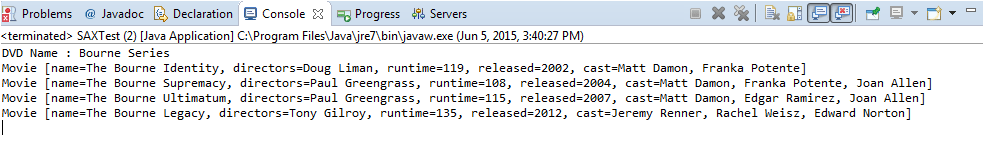 Problems @ Javadoc Declaration Console Progress Servers
<terminated> SAXTest (2) [Java Application] C:\Program Files\Java\jre7\bin\javaw.exe (Jun 5, 2015, 3:40:27 PM)
DVD Name : Bourne Series
Movie [name=The Bourne Identity, directors=Doug Liman, runtime=119, released=2002, cast=Matt Damon, Franka Potente]
Movie [name=The Bourne Supremacy, directors=Paul Greengrass, runtime=108, released=2004, cast=Matt Damon, Franka Potente, Joan Allen]
Movie [name=The Bourne Ultimatum, directors=Paul Greengrass, runtime=115, released=2007, cast=Matt Damon, Edgar Ramirez, Joan Allen]
Movie [name=The Bourne Legacy, directors=Tony Gilroy, runtime=135, released=2012, cast=Jeremy Renner, Rachel Weisz, Edward Norton]